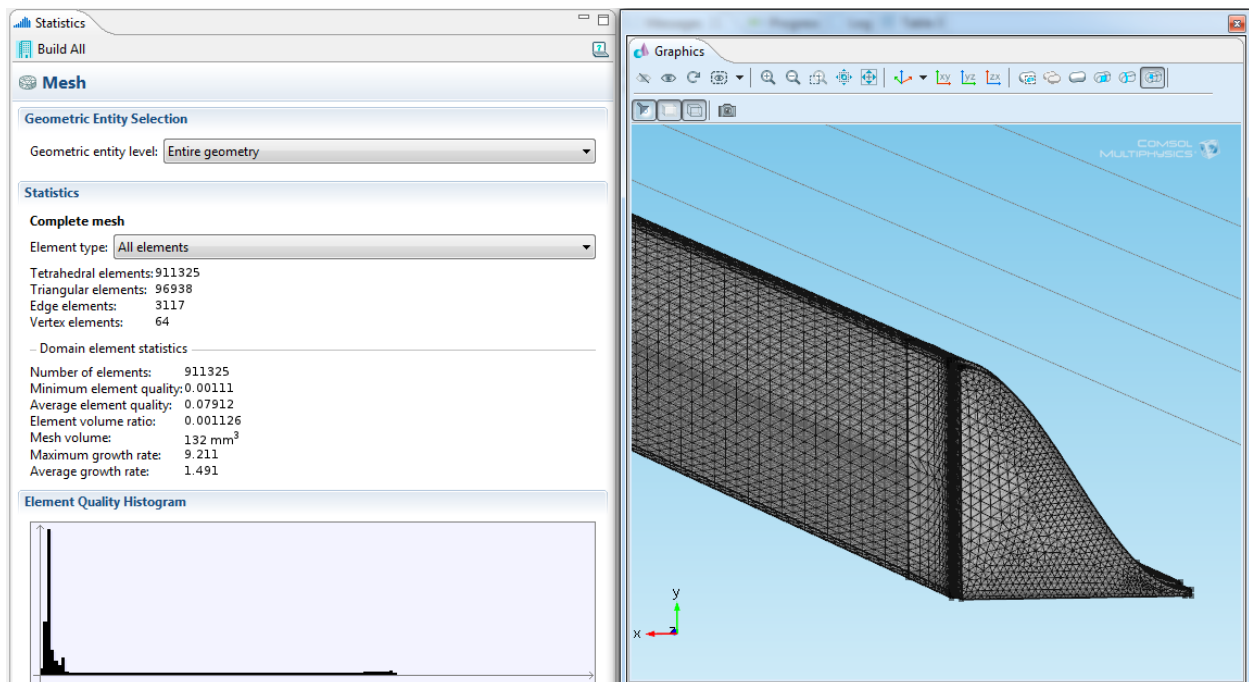 Statistics
Build All
Mesh
Geometric Entity Selection
Geometric entity level: Entire geometry
Statistics
Complete mesh
Element type: All elements
Tetrahedral elements: 911325
Triangular elements: 96938
Edge elements: 3117
Vertex elements: 64
Domain element statistics
Number of elements: 911325
Minimum element quality: 0.00111
Average element quality: 0.07912
Element volume ratio: 0.001126
Mesh volume: 132 mm³
Maximum growth rate: 9.211
Average growth rate: 1.491
Element Quality Histogram
Graphics
xy yz zx
COMSOL
MULTIPHYSICS
y
x
z